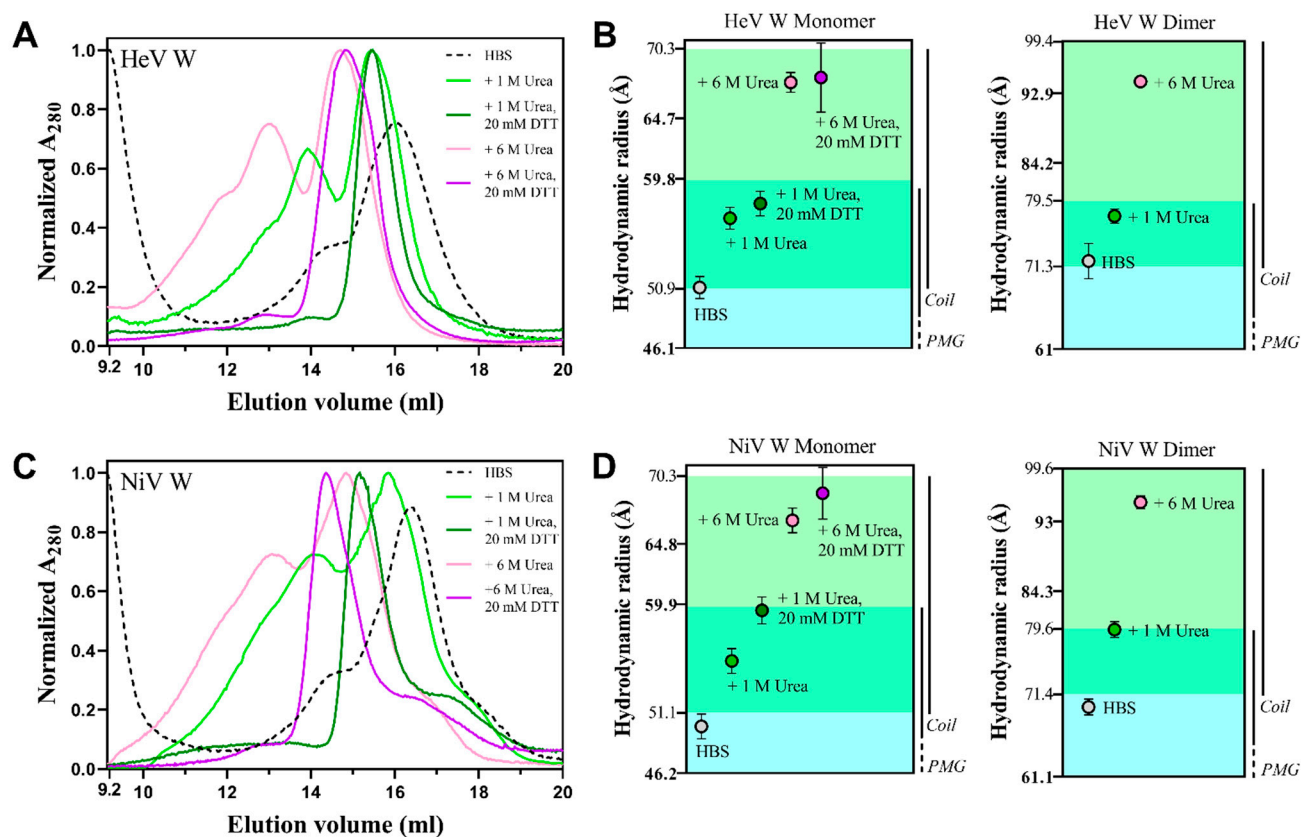 A
HeV W
HBS
+ 1 M Urea
+ 1 M Urea,
20 mM DTT
+ 6 M Urea
+ 6 M Urea,
20 mM DTT
Normalized A280
1.0
0.8
0.6
0.4
0.2
0.0
9.2 10 12 14 16 18 20
Elution volume (ml)
B
HeV W Monomer
Hydrodynamic radius (Å)
70.3
64.7
59.8
50.9
46.1
+ 6 M Urea
+ 6 M Urea,
20 mM DTT
+ 1 M Urea,
20 mM DTT
+ 1 M Urea
HBS
Coil
PMG
HeV W Dimer
Hydrodynamic radius (Å)
99.4
92.9
84.2
79.5
71.3
61
+ 6 M Urea
+ 1 M Urea
HBS
Coil
PMG
C
NiV W
HBS
+ 1 M Urea
+ 1 M Urea,
20 mM DTT
+ 6 M Urea
+6 M Urea,
20 mM DTT
Normalized A280
1.0
0.8
0.6
0.4
0.2
0.0
9.2 10 12 14 16 18 20
Elution volume (ml)
D
NiV W Monomer
Hydrodynamic radius (Å)
70.3
64.8
59.9
51.1
46.2
+ 6 M Urea
+ 6 M Urea,
20 mM DTT
+ 1 M Urea,
20 mM DTT
+ 1 M Urea
HBS
Coil
PMG
NiV W Dimer
Hydrodynamic radius (Å)
99.6
93
84.3
79.6
71.4
61.1
+ 6 M Urea
+ 1 M Urea
HBS
Coil
PMG